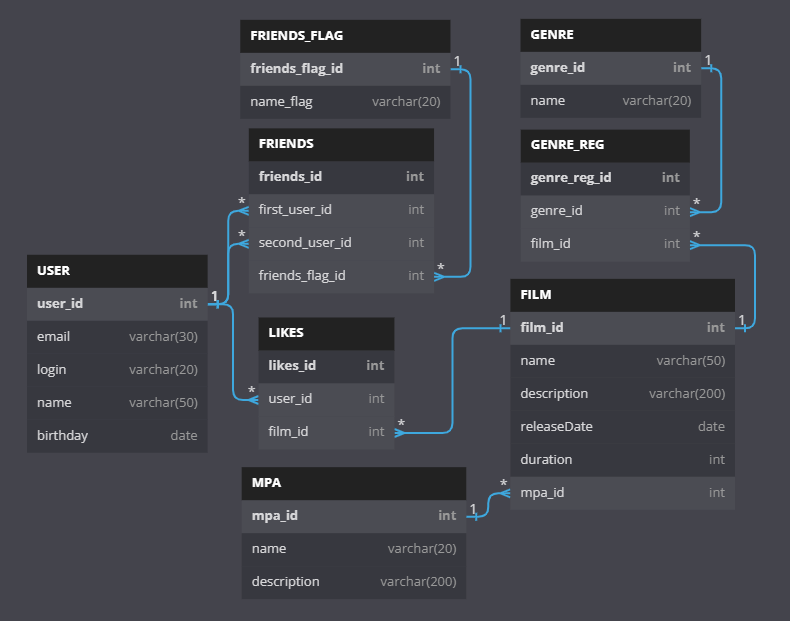 FRIENDS_FLAG
friends_flag_id int 1
name_flag varchar(20)
GENRE
genre_id int 1
name varchar(20)
FRIENDS
friends_id int
* first_user_id int
* second_user_id int
friends_flag_id int *
GENRE_REG
genre_reg_id int
genre_id int *
film_id int *
USER
user_id int 1
email varchar(30)
login varchar(20)
name varchar(50)
birthday date
LIKES
likes_id int
* user_id int
film_id int *
FILM
1 film_id int 1
name varchar(50)
description varchar(200)
releaseDate date
duration int
* mpa_id int
MPA
mpa_id int 1
name varchar(20)
description varchar(200)